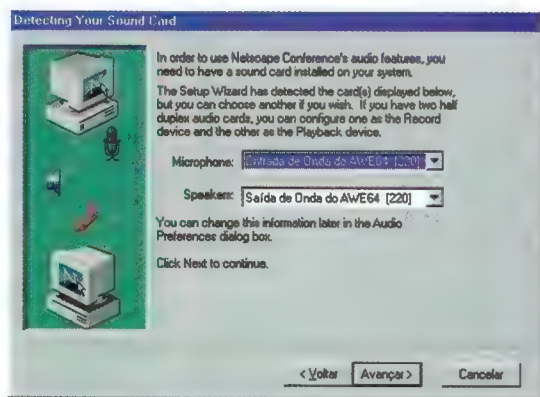 Detecting Your Sound Card
In order to use Netscape Conference's audio features, you
need to have a sound card installed on your system.
The Setup Wizard has detected the card(s) displayed below,
but you can choose another if you wish. If you have two half
duplex audio cards, you can configure one as the Record
device and the other as the Playback device.
Microphone: Entrada de Onda do AWE64 [220]
Speakers: Saída de Onda do AWE64 [220]
You can change this information later in the Audio
Preferences dialog box.
Click Next to continue.
< Voltar Avançar > Cancelar